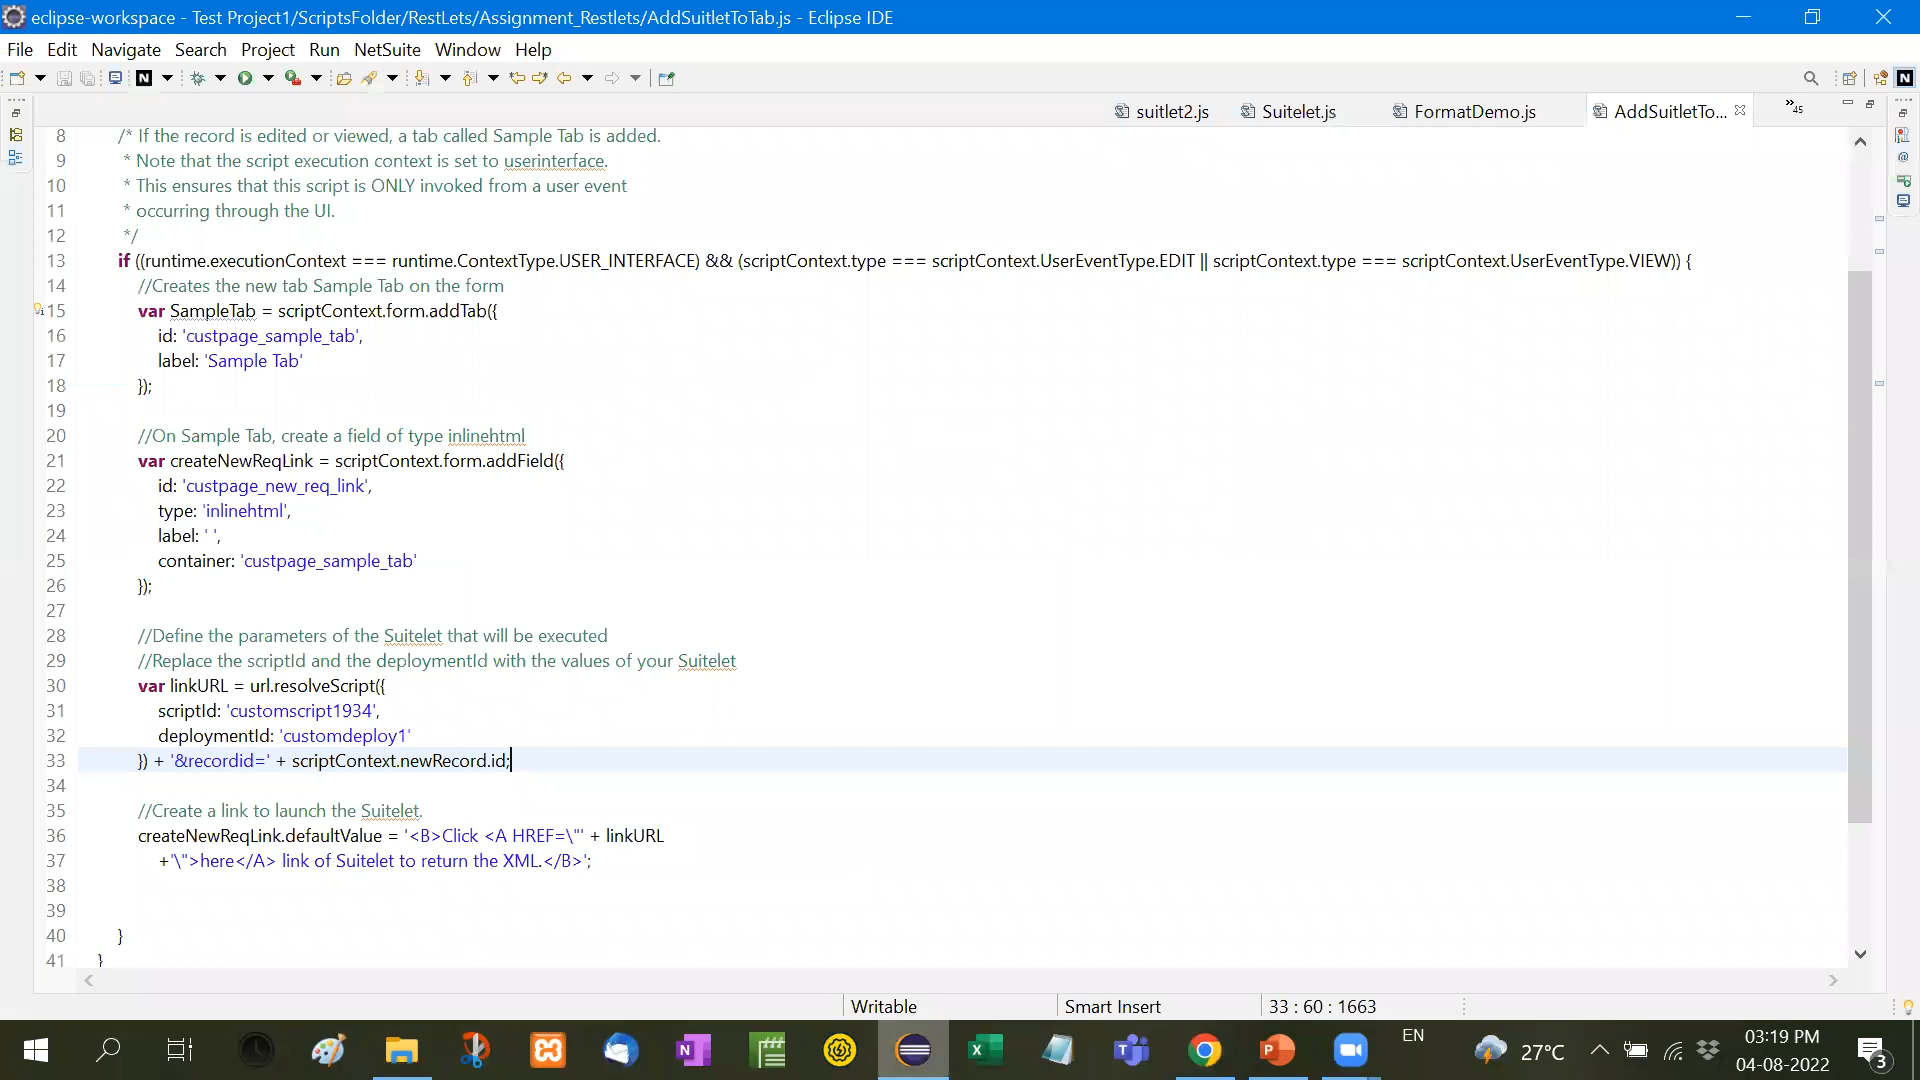 eclipse-workspace - Test Project1/ScriptsFolder/RestLets/Assignment_Restlets/AddSuitletToTab.js - Eclipse IDE
File Edit Navigate Search Project Run NetSuite Window Help
suitlet2.js Suitelet.js FormatDemo.js AddSuitletTo... »45
8 /* If the record is edited or viewed, a tab called Sample Tab is added.
9 * Note that the script execution context is set to userinterface.
10 * This ensures that this script is ONLY invoked from a user event
11 * occurring through the UI.
12 */
13 if ((runtime.executionContext === runtime.ContextType.USER_INTERFACE) && (scriptContext.type === scriptContext.UserEventType.EDIT || scriptContext.type === scriptContext.UserEventType.VIEW)) {
14 //Creates the new tab Sample Tab on the form
15 var SampleTab = scriptContext.form.addTab({
16 id: 'custpage_sample_tab',
17 label: 'Sample Tab'
18 });
19
20 //On Sample Tab, create a field of type inlinehtml
21 var createNewReqLink = scriptContext.form.addField({
22 id: 'custpage_new_req_link',
23 type: 'inlinehtml',
24 label: ' ',
25 container: 'custpage_sample_tab'
26 });
27
28 //Define the parameters of the Suitelet that will be executed
29 //Replace the scriptId and the deploymentId with the values of your Suitelet
30 var linkURL = url.resolveScript({
31 scriptId: 'customscript1934',
32 deploymentId: 'customdeploy1'
33 }) + '&recordid=' + scriptContext.newRecord.id;
34
35 //Create a link to launch the Suitelet.
36 createNewReqLink.defaultValue = '<B>Click <A HREF=\"' + linkURL
37 +'\">here</A> link of Suitelet to return the XML.</B>';
38
39
40 }
41 }
Writable Smart Insert 33 : 60 : 1663
EN
27°C
03:19 PM
04-08-2022
3